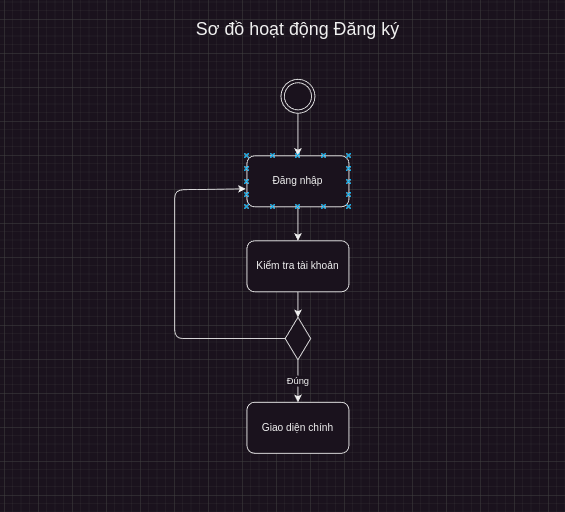 Sơ đồ hoạt động Đăng ký
Đăng nhập
Kiểm tra tài khoản
Đúng
Giao diện chính